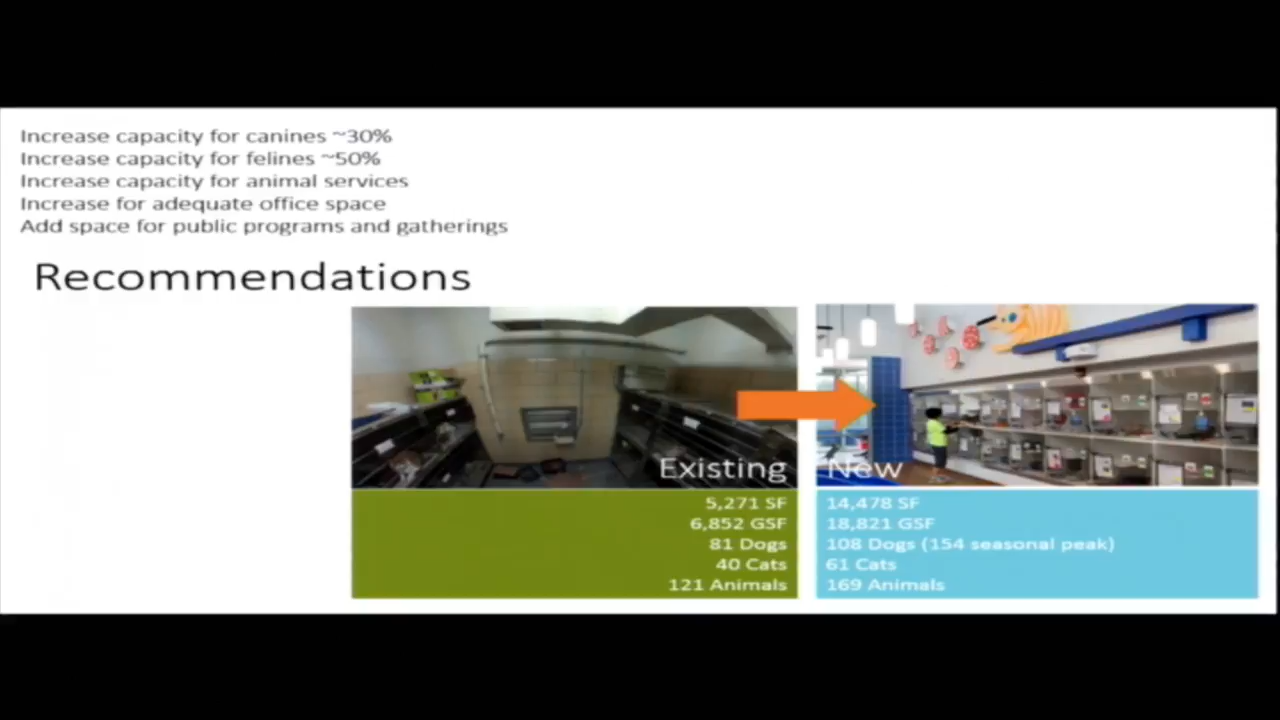 Increase capacity for canines ~30%
Increase capacity for felines ~50%
Increase capacity for animal services
Increase for adequate office space
Add space for public programs and gatherings
Recommendations
Existing
5,271 SF
6,852 GSF
81 Dogs
40 Cats
121 Animals
New
14,478 SF
18,821 GSF
108 Dogs (154 seasonal peak)
61 Cats
169 Animals